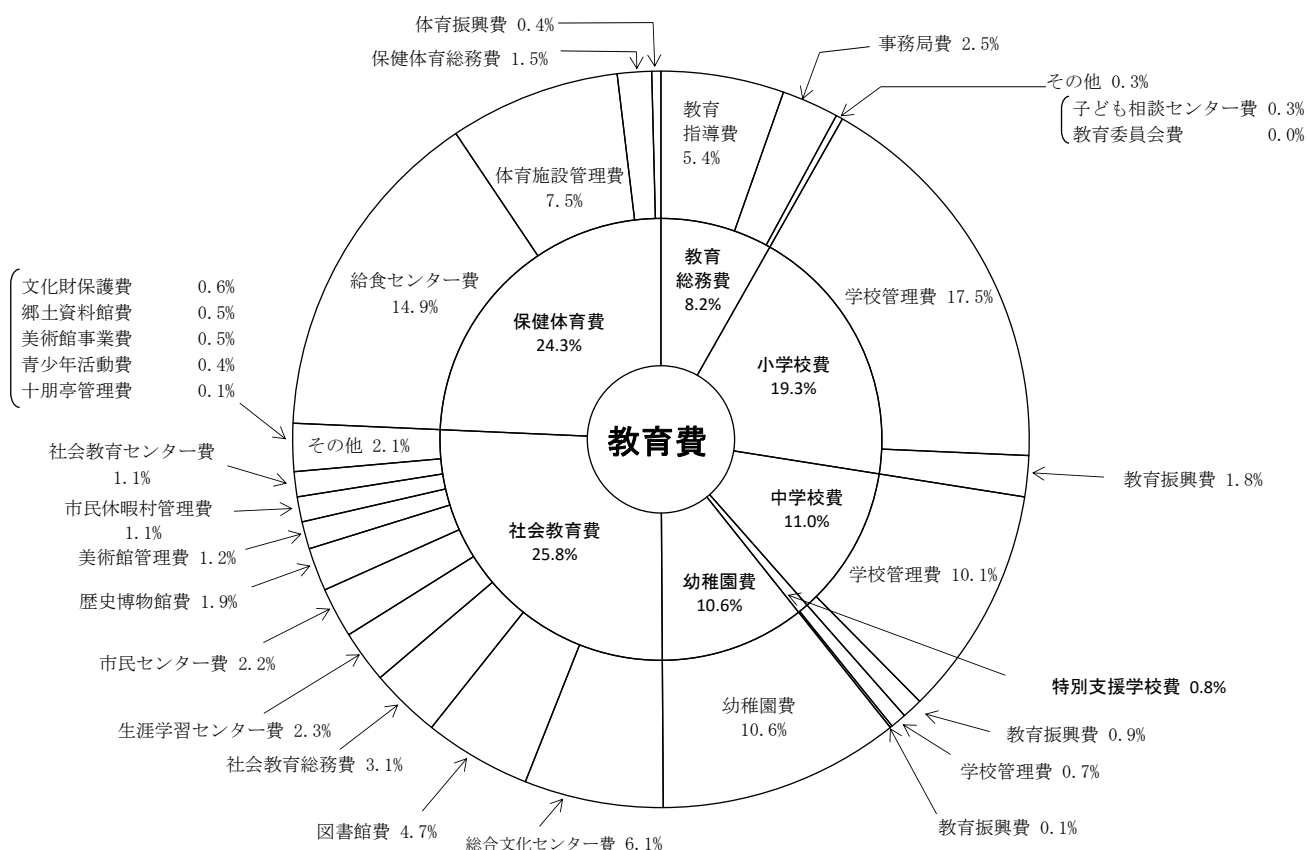 体育振興費 0.4%
保健体育総務費 1.5%
事務局費 2.5%
その他 0.3%
子ども相談センター費 0.3%
教育委員会費 0.0%
教育
指導費
5.4%
体育施設管理費
7.5%
給食センター費
14.9%
学校管理費 17.5%
教育
総務費
8.2%
保健体育費
24.3%
小学校費
19.3%
文化財保護費 0.6%
郷土資料館費 0.5%
美術館事業費 0.5%
青少年活動費 0.4%
十朋亭管理費 0.1%
教育費
その他 2.1%
社会教育センター費
1.1%
市民休暇村管理費
1.1%
美術館管理費 1.2%
歴史博物館費 1.9%
市民センター費 2.2%
生涯学習センター費 2.3%
社会教育総務費 3.1%
図書館費 4.7%
総合文化センター費 6.1%
社会教育費
25.8%
幼稚園費
10.6%
中学校費
11.0%
教育振興費 1.8%
学校管理費 10.1%
特別支援学校費 0.8%
幼稚園費
10.6%
教育振興費 0.9%
学校管理費 0.7%
教育振興費 0.1%